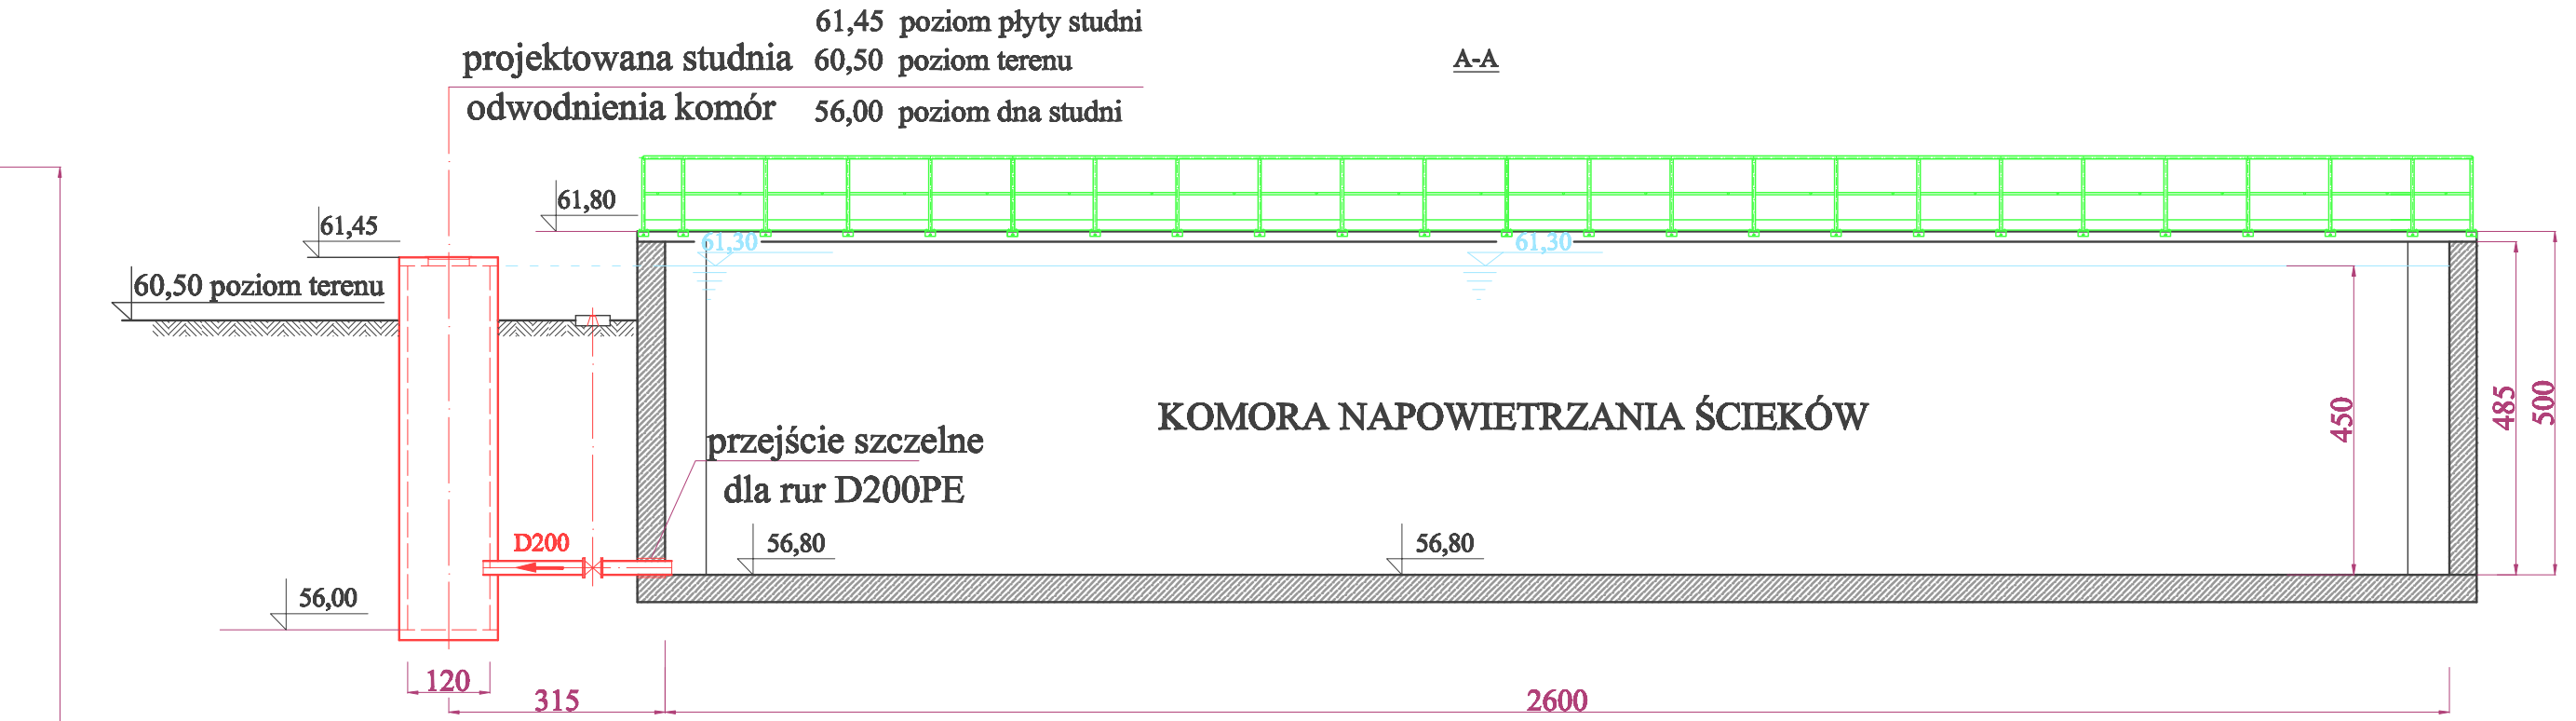 61,45 poziom płyty studni
projektowana studnia 60,50 poziom terenu
A-A
odwodnienia komór 56,00 poziom dna studni
61,80
61,45
61,30
61,30
60,50 poziom terenu
KOMORA NAPOWIETRZANIA ŚCIEKÓW
450
485
500
przejście szczelne
dla rur D200PE
D200
56,80
56,80
56,00
120
315
2600